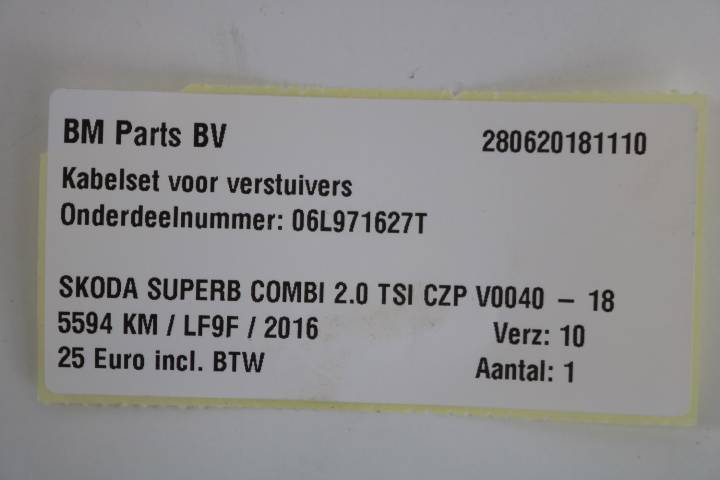 BM Parts BV 280620181110
Kabelset voor verstuivers
Onderdeelnummer: 06L971627T
SKODA SUPERB COMBI 2.0 TSI CZP V0040 – 18
5594 KM / LF9F / 2016 Verz: 10
25 Euro incl. BTW Aantal: 1